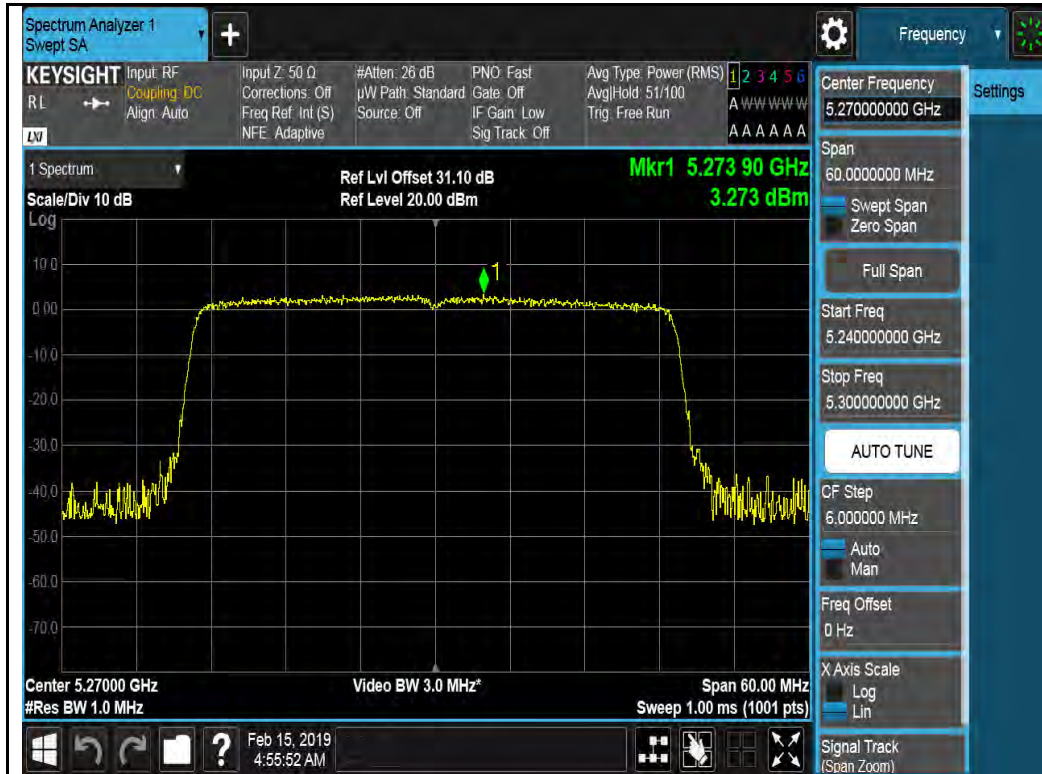 Spectrum Analyzer 1
Swept SA
+
Frequency
KEYSIGHT
RL
LXI
Input: RF
Coupling: DC
Align: Auto
Input Z: 50 Ω
Corrections: Off
Freq Ref: Int (S)
NFE: Adaptive
#Atten: 26 dB
µW Path: Standard
Source: Off
PNO: Fast
Gate: Off
IF Gain: Low
Sig Track: Off
Avg Type: Power (RMS)
Avg|Hold: 51/100
Trig: Free Run
1 2 3 4 5 6
A W W W W W
A A A A A A
1 Spectrum
Scale/Div 10 dB
Log
Ref Lvl Offset 31.10 dB
Ref Level 20.00 dBm
Mkr1 5.273 90 GHz
3.273 dBm
1
10.0
0.00
-10.0
-20.0
-30.0
-40.0
-50.0
-60.0
-70.0
Center 5.27000 GHz
#Res BW 1.0 MHz
Video BW 3.0 MHz*
Span 60.00 MHz
Sweep 1.00 ms (1001 pts)
Center Frequency
5.270000000 GHz
Settings
Span
60.0000000 MHz
Swept Span
Zero Span
Full Span
Start Freq
5.240000000 GHz
Stop Freq
5.300000000 GHz
AUTO TUNE
CF Step
6.000000 MHz
Auto
Man
Freq Offset
0 Hz
X Axis Scale
Log
Lin
Signal Track
(Span Zoom)
?
Feb 15, 2019
4:55:52 AM